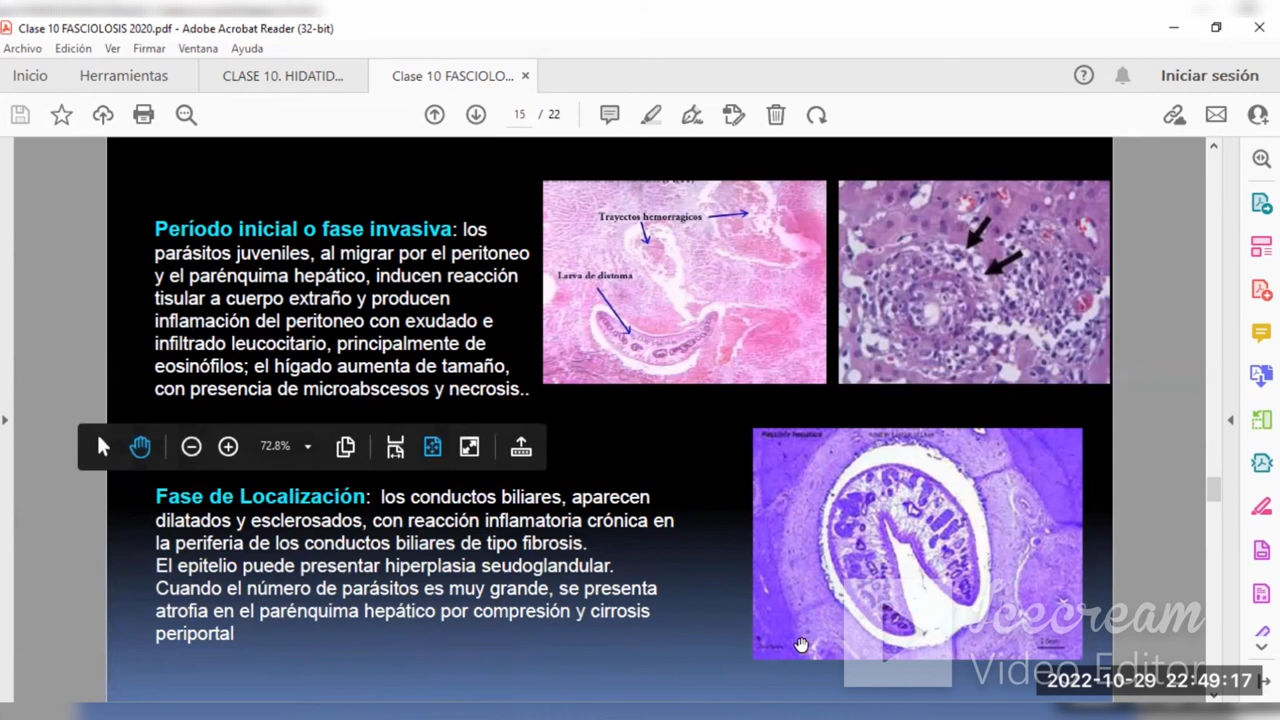 Clase 10 FASCIOLOSIS 2020.pdf - Adobe Acrobat Reader (32-bit)
Archivo Edición Ver Firmar Ventana Ayuda
Inicio Herramientas CLASE 10. HIDATID... Clase 10 FASCIOLO... × Iniciar sesión
15 / 22
Período inicial o fase invasiva: los
parásitos juveniles, al migrar por el peritoneo
y el parénquima hepático, inducen reacción
tisular a cuerpo extraño y producen
inflamación del peritoneo con exudado e
infiltrado leucocitario, principalmente de
eosinófilos; el hígado aumenta de tamaño,
con presencia de microabscesos y necrosis..
Trayectos hemorragicos
Larva de distoma
72.8%
Fase de Localización: los conductos biliares, aparecen
dilatados y esclerosados, con reacción inflamatoria crónica en
la periferia de los conductos biliares de tipo fibrosis.
El epitelio puede presentar hiperplasia seudoglandular.
Cuando el número de parásitos es muy grande, se presenta
atrofia en el parénquima hepático por compresión y cirrosis
periportal
Icecream
Video Editor
2022-10-29 22:49:17